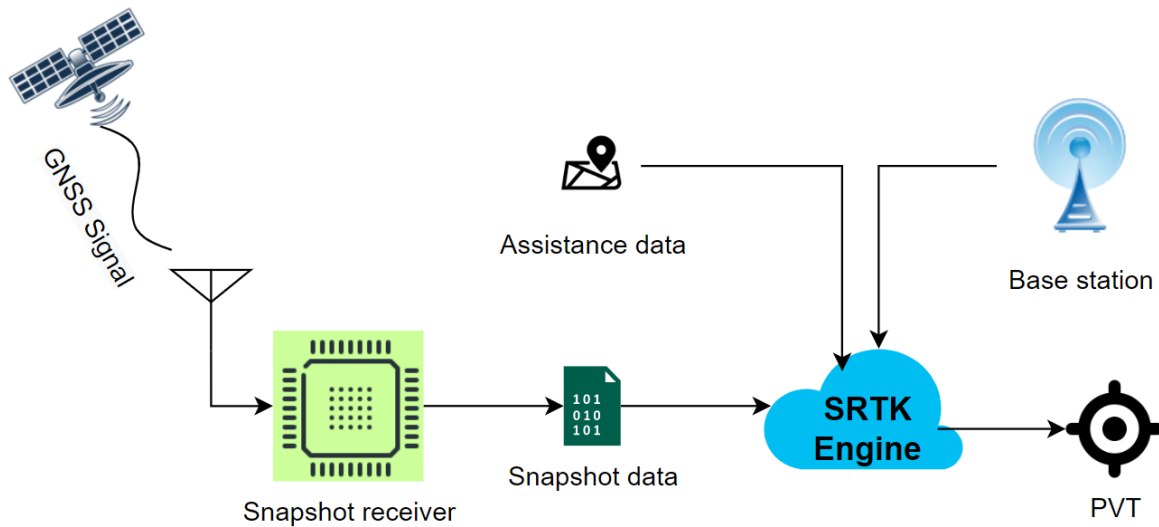 GNSS Signal
Assistance data
Base station
101
010
101
SRTK
Engine
Snapshot data
Snapshot receiver
PVT